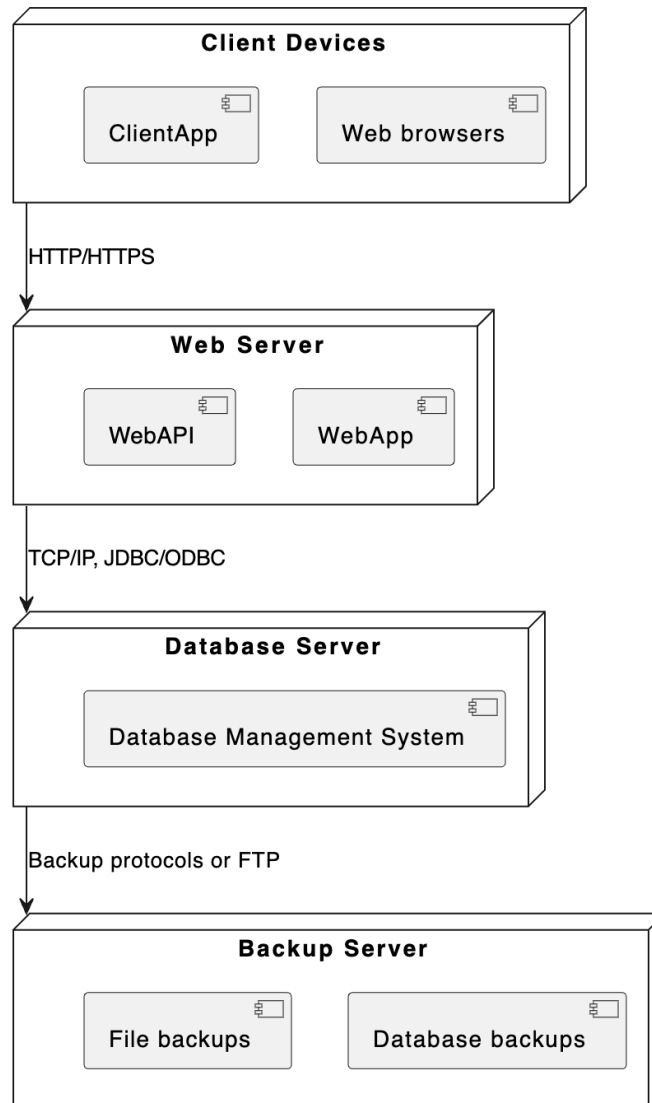 Client Devices
ClientApp
Web browsers
HTTP/HTTPS
Web Server
WebAPI
WebApp
TCP/IP, JDBC/ODBC
Database Server
Database Management System
Backup protocols or FTP
Backup Server
File backups
Database backups